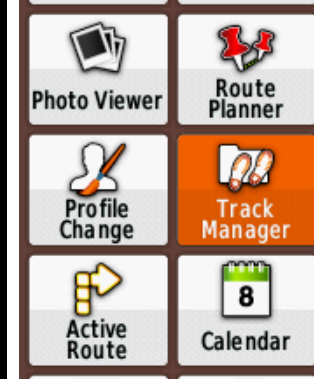 Photo Viewer
Route
Planner
Profile
Change
Track
Manager
Active
Route
8
Calendar